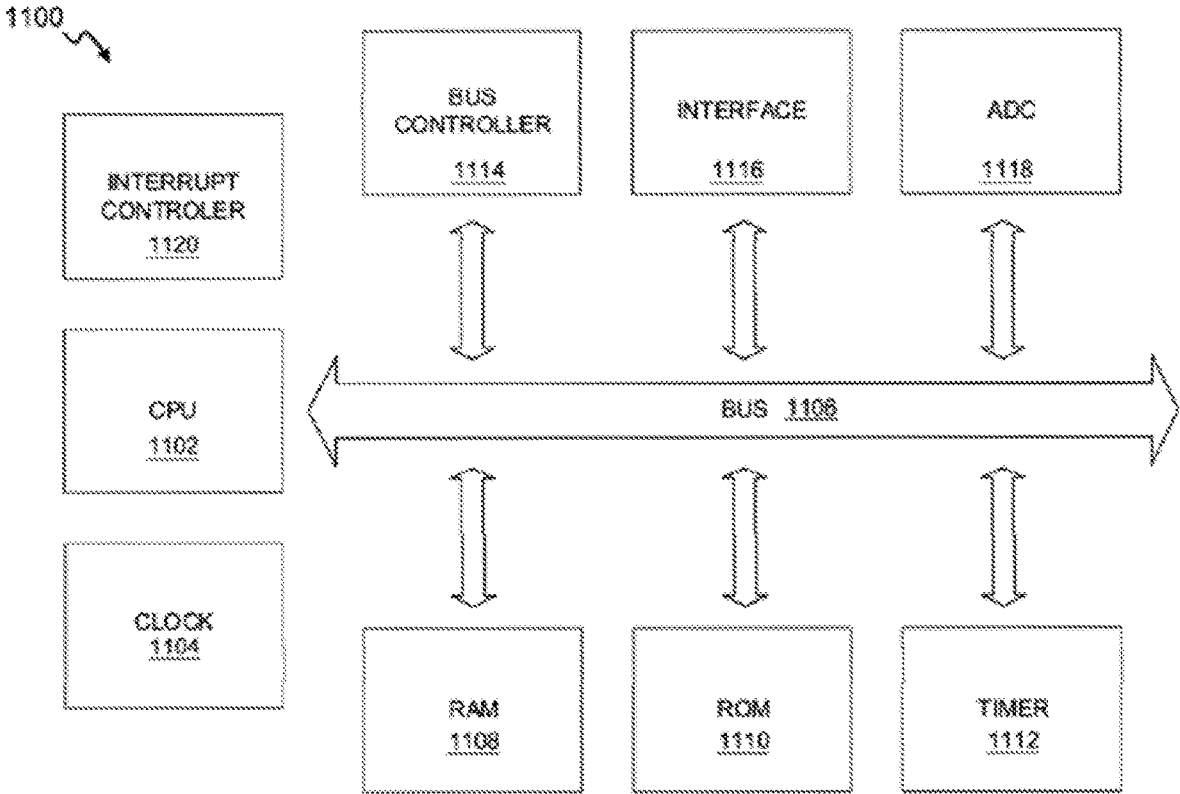 1100
BUS
CONTROLLER
1114
INTERFACE
1116
ADC
1118
INTERRUPT
CONTROLER
1120
CPU
1102
BUS 1106
CLOCK
1104
RAM
1108
ROM
1110
TIMER
1112